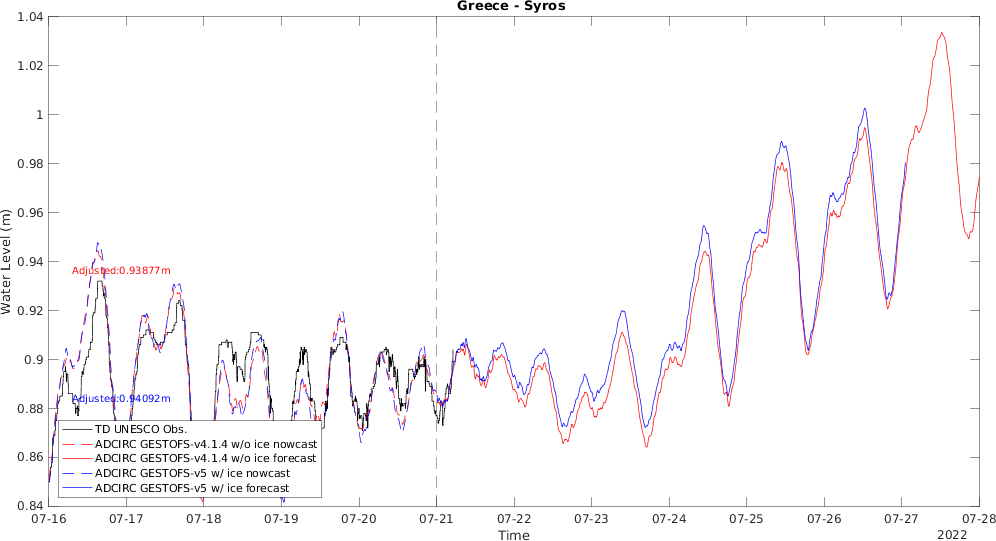 Greece - Syros
1.04
1.02
1
0.98
0.96
0.94
0.92
0.9
0.88
0.86
0.84
Water Level (m)
Adjusted:0.93877m
Adjusted:0.94092m
TD UNESCO Obs.
ADCIRC GESTOFS-v4.1.4 w/o ice nowcast
ADCIRC GESTOFS-v4.1.4 w/o ice forecast
ADCIRC GESTOFS-v5 w/ ice nowcast
ADCIRC GESTOFS-v5 w/ ice forecast
07-16 07-17 07-18 07-19 07-20 07-21 07-22 07-23 07-24 07-25 07-26 07-27 07-28
Time
2022